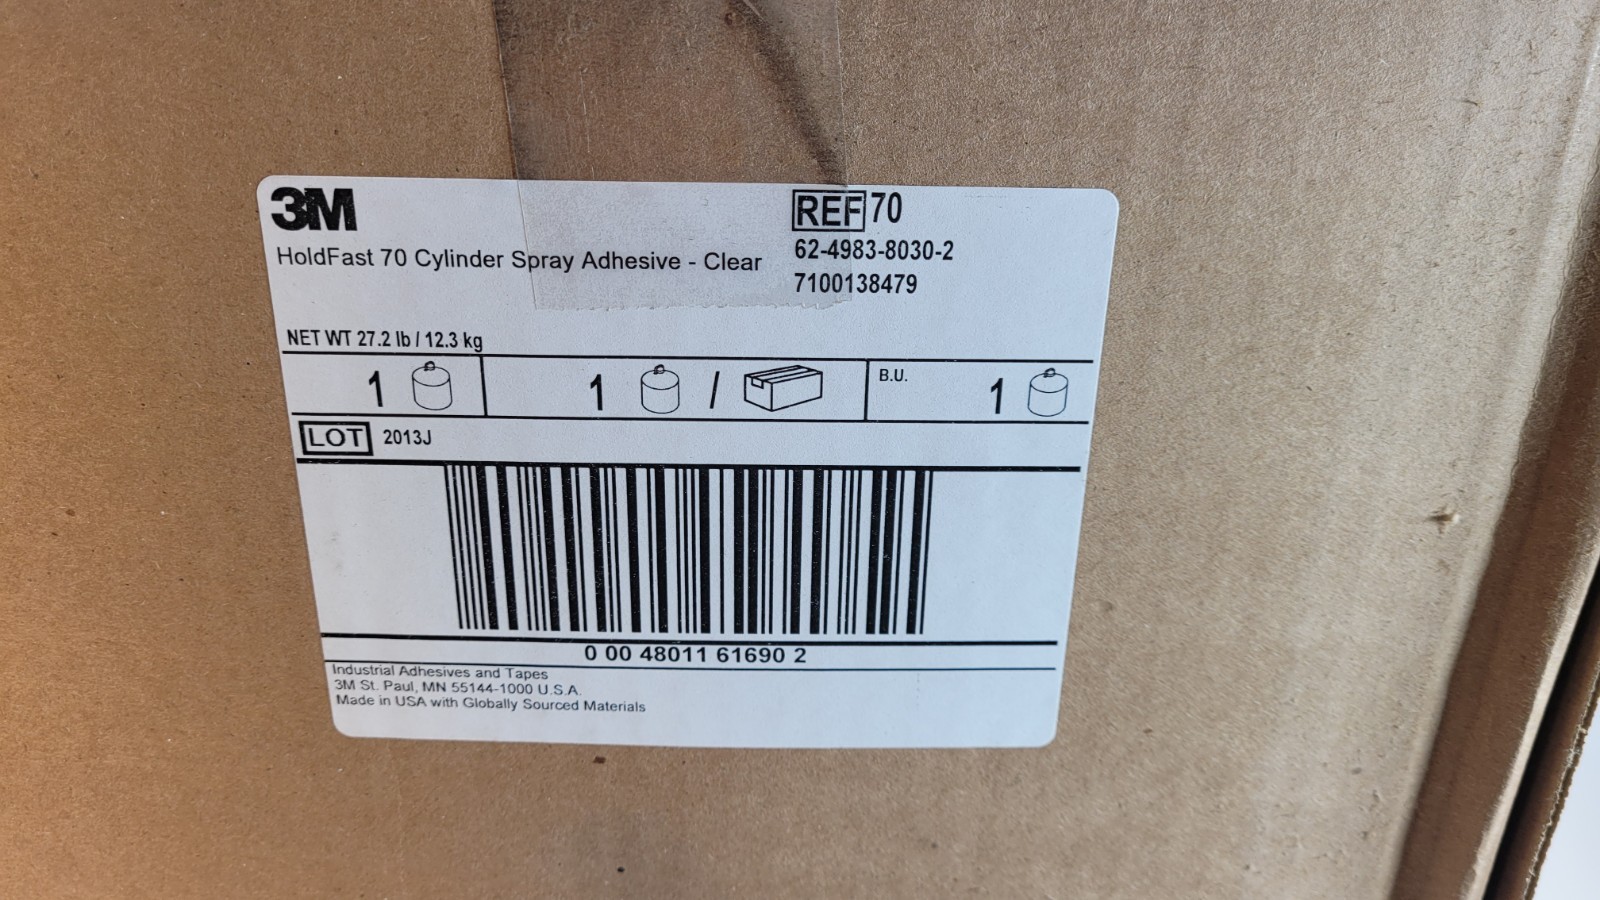 3M
REF 70
HoldFast 70 Cylinder Spray Adhesive - Clear
62-4983-8030-2
7100138479
NET WT 27.2 lb / 12.3 kg
1
1 /
B.U. 1
LOT 2013J
0 00 48011 61690 2
Industrial Adhesives and Tapes
3M St. Paul, MN 55144-1000 U.S.A.
Made in USA with Globally Sourced Materials